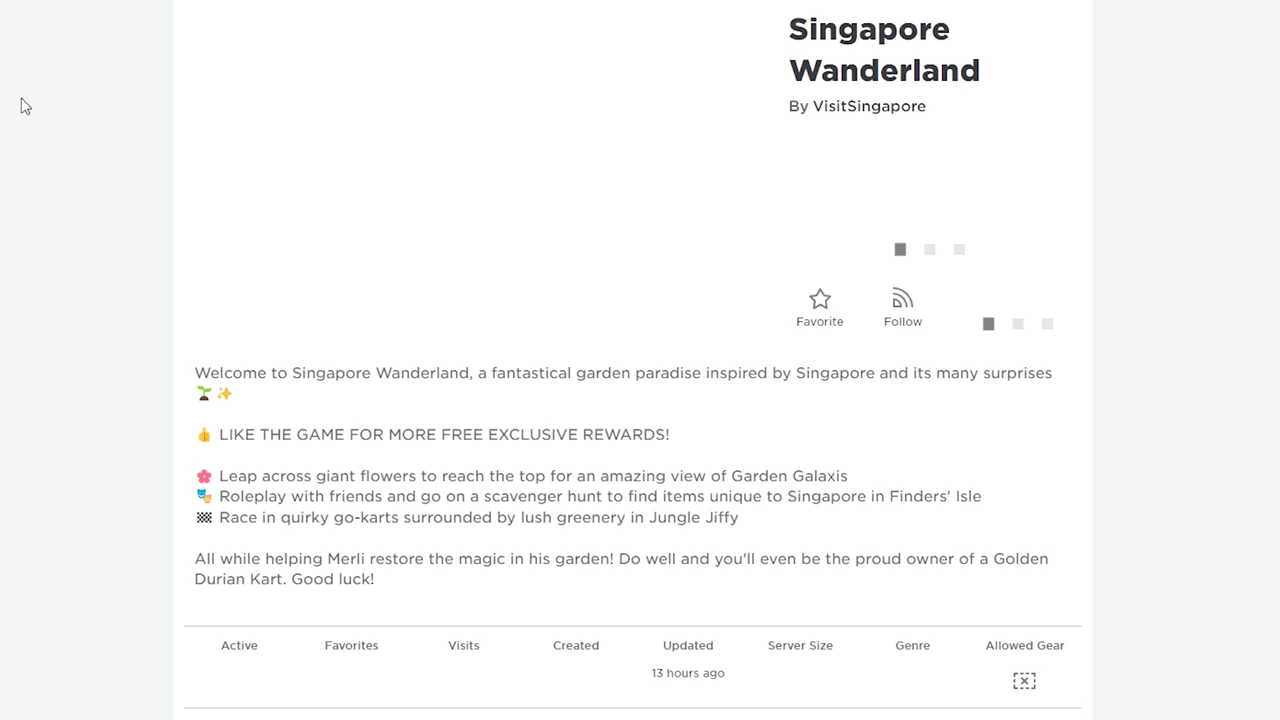 Singapore
Wanderland
By VisitSingapore
Favorite
Follow
Welcome to Singapore Wanderland, a fantastical garden paradise inspired by Singapore and its many surprises
🌱✨
👍 LIKE THE GAME FOR MORE FREE EXCLUSIVE REWARDS!
🌸 Leap across giant flowers to reach the top for an amazing view of Garden Galaxis
🎭 Roleplay with friends and go on a scavenger hunt to find items unique to Singapore in Finders' Isle
🏁 Race in quirky go-karts surrounded by lush greenery in Jungle Jiffy
All while helping Merli restore the magic in his garden! Do well and you'll even be the proud owner of a Golden
Durian Kart. Good luck!
Active Favorites Visits Created Updated Server Size Genre Allowed Gear
13 hours ago